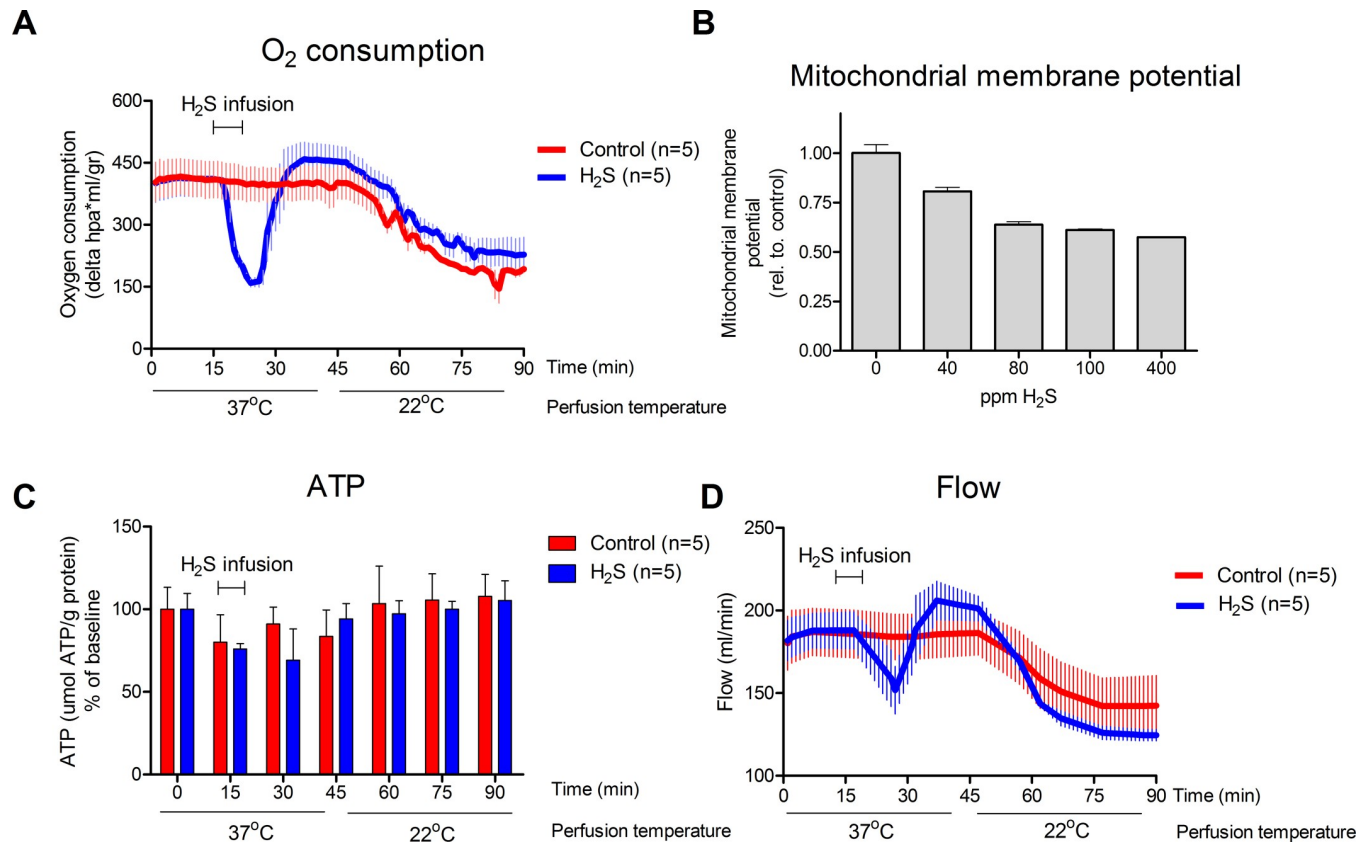 A
O₂ consumption
Oxygen consumption
(delta hpa*ml/gr)
600
450
300
150
0
H₂S infusion
Control (n=5)
H₂S (n=5)
0 15 30 45 60 75 90
Time (min)
37°C 22°C
Perfusion temperature
B
Mitochondrial membrane potential
Mitochondrial membrane
potential
(rel. to. control)
1.00
0.75
0.50
0.25
0.00
0 40 80 100 400
ppm H₂S
C
ATP
ATP (umol ATP/g protein)
% of baseline
150
100
50
0
H₂S infusion
Control (n=5)
H₂S (n=5)
0 15 30 45 60 75 90
Time (min)
37°C 22°C
Perfusion temperature
D
Flow
Flow (ml/min)
250
200
150
100
H₂S infusion
Control (n=5)
H₂S (n=5)
0 15 30 45 60 75 90
Time (min)
37°C 22°C
Perfusion temperature